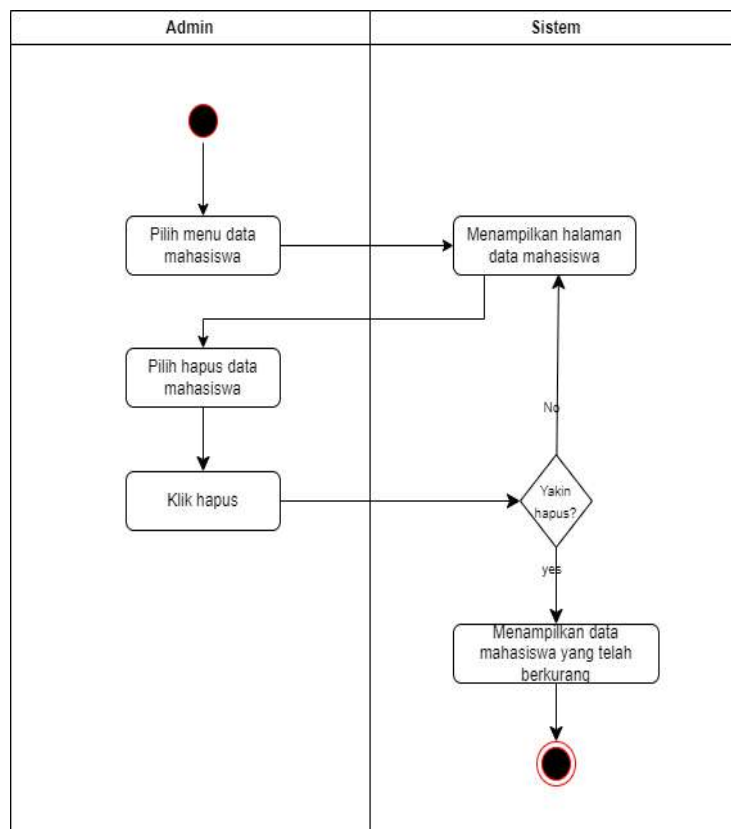 Admin
Sistem
Pilih menu data
mahasiswa
Menampilkan halaman
data mahasiswa
Pilih hapus data
mahasiswa
No
Klik hapus
Yakin
hapus?
yes
Menampilkan data
mahasiswa yang telah
berkurang